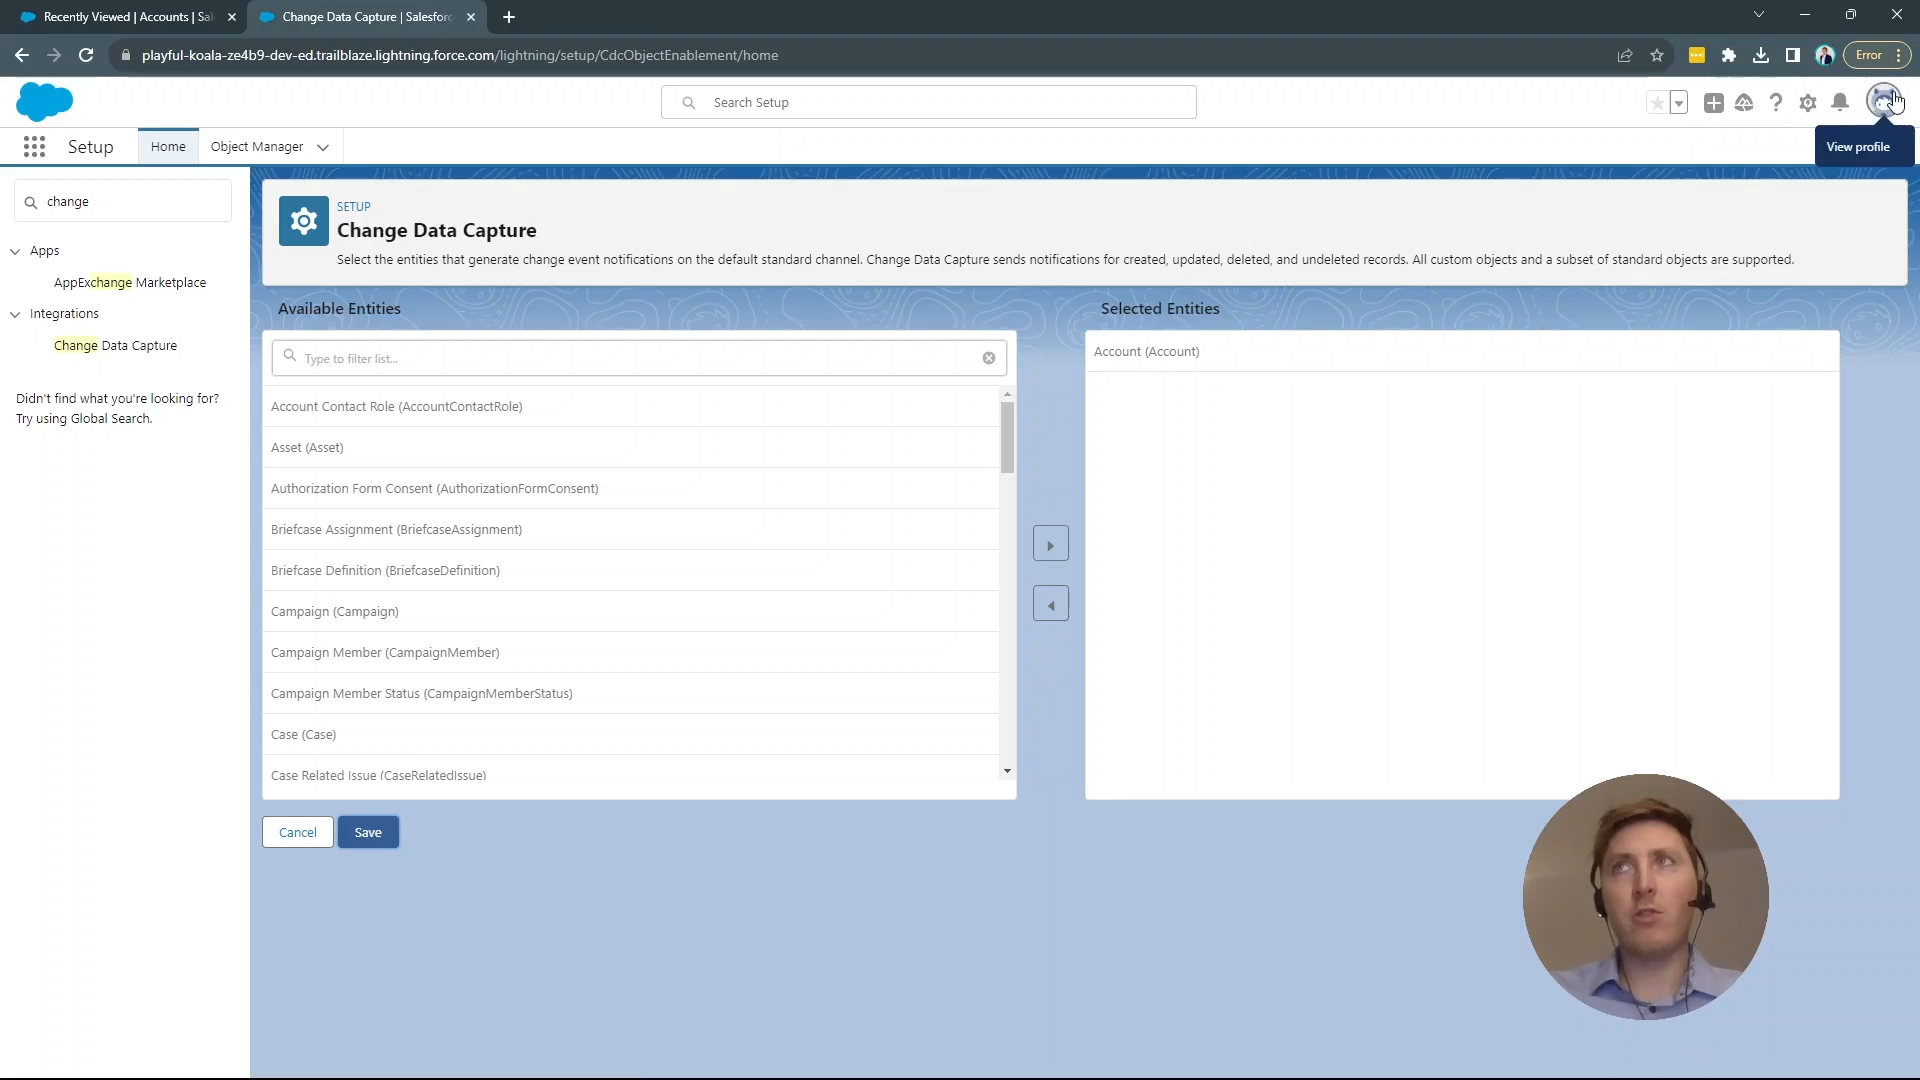 Recently Viewed | Accounts | Sal
Change Data Capture | Salesforc
playful-koala-ze4b9-dev-ed.trailblaze.lightning.force.com/lightning/setup/CdcObjectEnablement/home
Error
Search Setup
Setup
Home
Object Manager
View profile
change
Apps
AppExchange Marketplace
Integrations
Change Data Capture
Didn't find what you're looking for?
Try using Global Search.
SETUP
Change Data Capture
Select the entities that generate change event notifications on the default standard channel. Change Data Capture sends notifications for created, updated, deleted, and undeleted records. All custom objects and a subset of standard objects are supported.
Available Entities
Selected Entities
Type to filter list...
Account (Account)
Account Contact Role (AccountContactRole)
Asset (Asset)
Authorization Form Consent (AuthorizationFormConsent)
Briefcase Assignment (BriefcaseAssignment)
Briefcase Definition (BriefcaseDefinition)
Campaign (Campaign)
Campaign Member (CampaignMember)
Campaign Member Status (CampaignMemberStatus)
Case (Case)
Case Related Issue (CaseRelatedIssue)
Cancel
Save